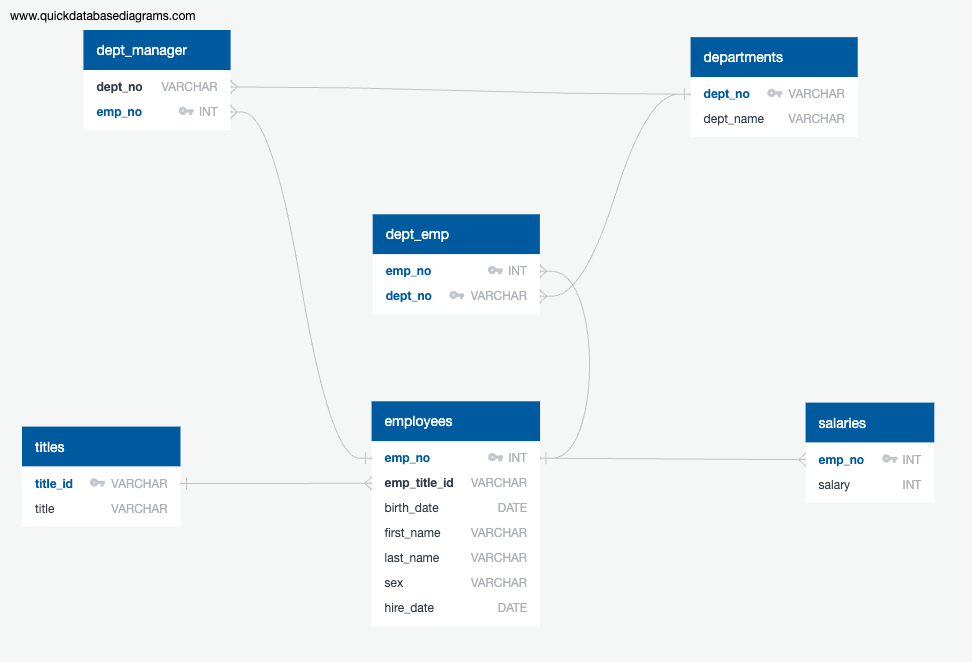 www.quickdatabasediagrams.com
dept_manager
dept_no VARCHAR
emp_no INT
departments
dept_no VARCHAR
dept_name VARCHAR
dept_emp
emp_no INT
dept_no VARCHAR
employees
emp_no INT
emp_title_id VARCHAR
birth_date DATE
first_name VARCHAR
last_name VARCHAR
sex VARCHAR
hire_date DATE
titles
title_id VARCHAR
title VARCHAR
salaries
emp_no INT
salary INT